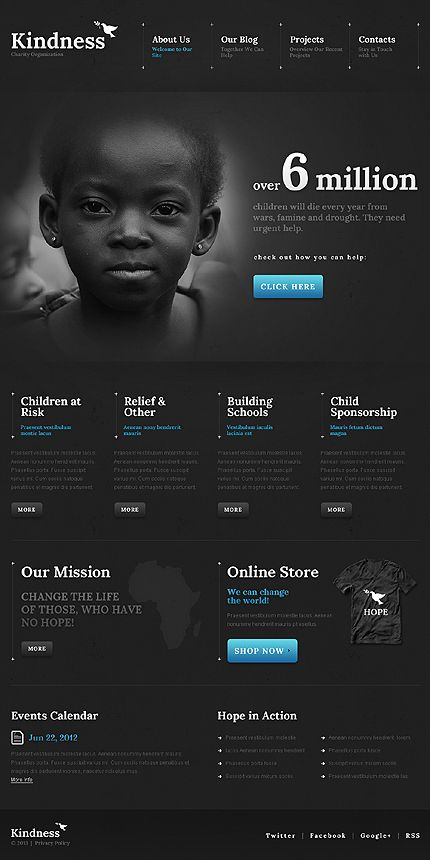 Kindness
Charity Organization
About Us
Welcome to Our
Site
Our Blog
Together We Can
Help
Projects
Overview Our Recent
Projects
Contacts
Stay in Touch
with Us
over 6 million
children will die every year from
wars, famine and drought. They need
urgent help.
check out how you can help:
CLICK HERE
Children at
Risk
Praesent vestibulum
mostie lacus
Praesent vestibulum molestie lacus.
Aenean nonummy hendrerit mauris.
Phasellus porta. Fusce suscipit
varius mi. Cum sociis natoque
penatibus et magnis dis parturient.
MORE
Relief &
Other
Aenean nony hendrerit
mauris
Praesent vestibulum molestie lacus.
Aenean nonummy hendrerit mauris.
Phasellus porta. Fusce suscipit
varius mi. Cum sociis natoque
penatibus et magnis dis parturient.
MORE
Building
Schools
Vestibulum iaculis
lacinia est
Praesent vestibulum molestie lacus.
Aenean nonummy hendrerit mauris.
Phasellus porta. Fusce suscipit
varius mi. Cum sociis natoque
penatibus et magnis dis parturient.
MORE
Child
Sponsorship
Mauris fetum dictum
magna
Praesent vestibulum molestie lacus.
Aenean nonummy hendrerit mauris.
Phasellus porta. Fusce suscipit
varius mi. Cum sociis natoque
penatibus et magnis dis parturient.
MORE
Our Mission
CHANGE THE LIFE
OF THOSE, WHO HAVE
NO HOPE!
MORE
Online Store
We can change
the world!
Praesent vestibulum molestie lacus. Aenean
nonummy hendrerit mauris phasellus.
SHOP NOW
HOPE
Events Calendar
Jun 22, 2012
Praesent vestibulum molestie lacus. Aenean nonummy hendrerit mauris.
Phasellus porta. Fusce suscipit varius mi. Cum sociis natoque penatibus et
magnis dis parturient montes, nascetur ridiculus mus.
More info
Hope in Action
Praesent vestibulum molestie
lacus Aenean nonummy hendrerit
Phasellus porta fusce
Suscipit varius mi cum sociis
Aenean nonummy hendrerit lorem
Phasellus porta fusce
Suscipit varius mi cum sociis
Praesent vestibulum molestie las
Kindness
© 2013 | Privacy Policy
Twitter | Facebook | Google+ | RSS